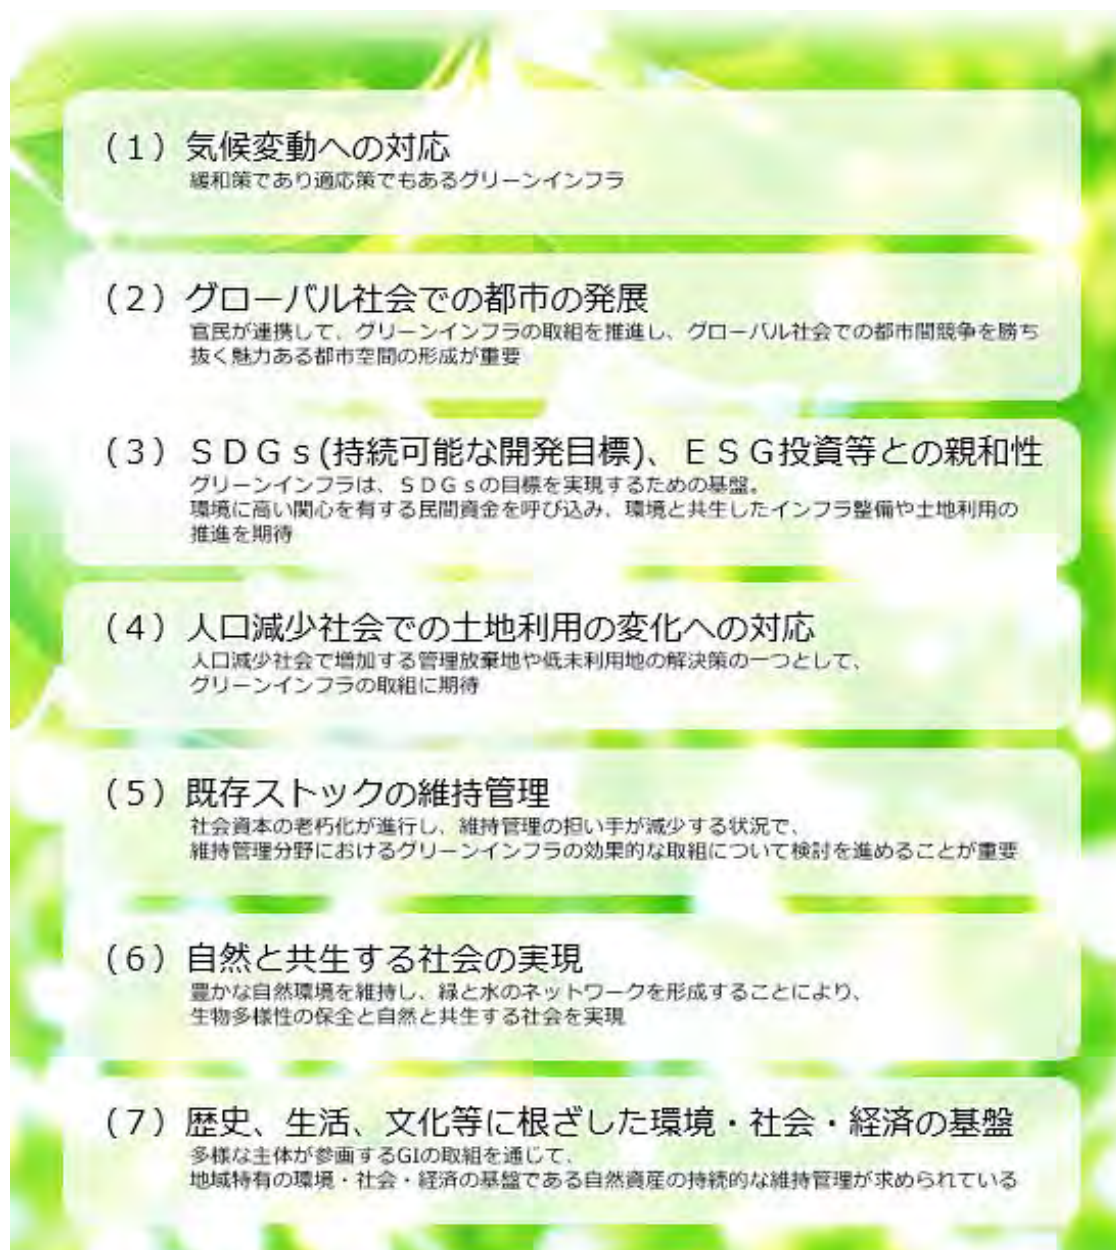 （1）気候変動への対応
緩和策であり適応策でもあるグリーンインフラ
（2）グローバル社会での都市の発展
官民が連携して、グリーンインフラの取組を推進し、グローバル社会での都市間競争を勝ち
抜く魅力ある都市空間の形成が重要
（3）ＳＤＧｓ(持続可能な開発目標)、ＥＳＧ投資等との親和性
グリーンインフラは、ＳＤＧｓの目標を実現するための基盤。
環境に高い関心を有する民間資金を呼び込み、環境と共生したインフラ整備や土地利用の
推進を期待
（4）人口減少社会での土地利用の変化への対応
人口減少社会で増加する管理放棄地や低未利用地の解決策の一つとして、
グリーンインフラの取組に期待
（5）既存ストックの維持管理
社会資本の老朽化が進行し、維持管理の担い手が減少する状況で、
維持管理分野におけるグリーンインフラの効果的な取組について検討を進めることが重要
（6）自然と共生する社会の実現
豊かな自然環境を維持し、緑と水のネットワークを形成することにより、
生物多様性の保全と自然と共生する社会を実現
（7）歴史、生活、文化等に根ざした環境・社会・経済の基盤
多様な主体が参画するGIの取組を通じて、
地域特有の環境・社会・経済の基盤である自然資産の持続的な維持管理が求められている